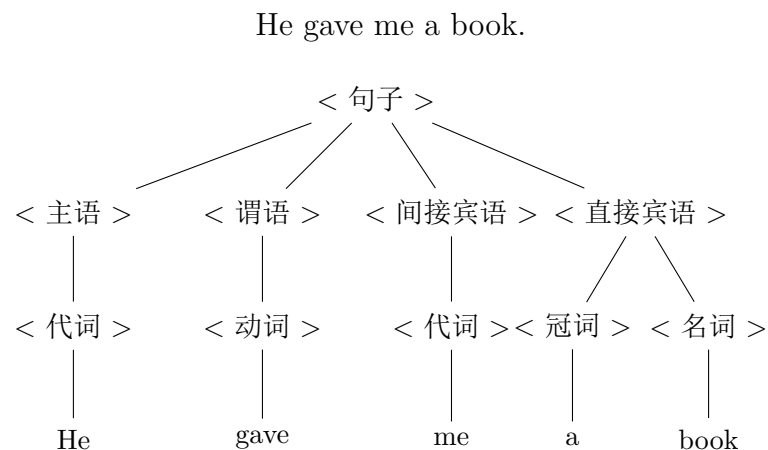 He gave me a book.
< 句子 >
< 主语 > < 谓语 > < 间接宾语 > < 直接宾语 >
< 代词 > < 动词 > < 代词 > < 冠词 > < 名词 >
He gave me a book